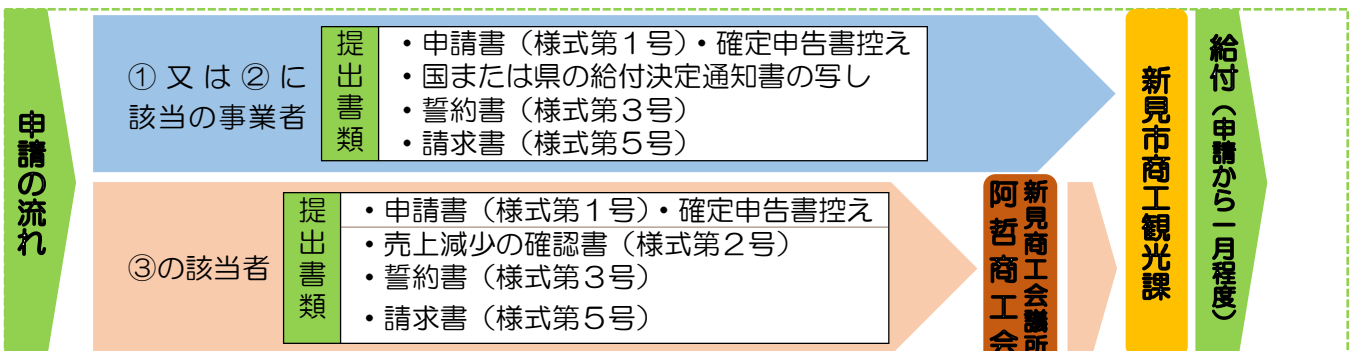 申請の流れ
①又は②に
該当の事業者
提出書類
・申請書（様式第１号）・確定申告書控え
・国または県の給付決定通知書の写し
・誓約書（様式第３号）
・請求書（様式第５号）
③の該当者
提出書類
・申請書（様式第１号）・確定申告書控え
・売上減少の確認書（様式第２号）
・誓約書（様式第３号）
・請求書（様式第５号）
新見商工会議所
阿哲商工会
新見市商工観光課
給付（申請から一月程度）